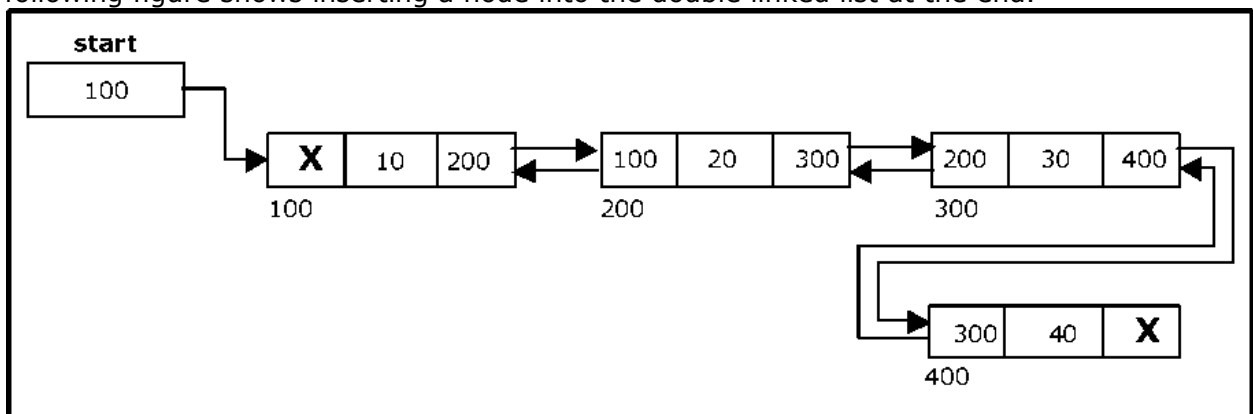 following figure shows inserting a node into the double linked list at the end.
start
100
X 10 200 100 20 300 200 30 400
100 200 300
300 40 X
400